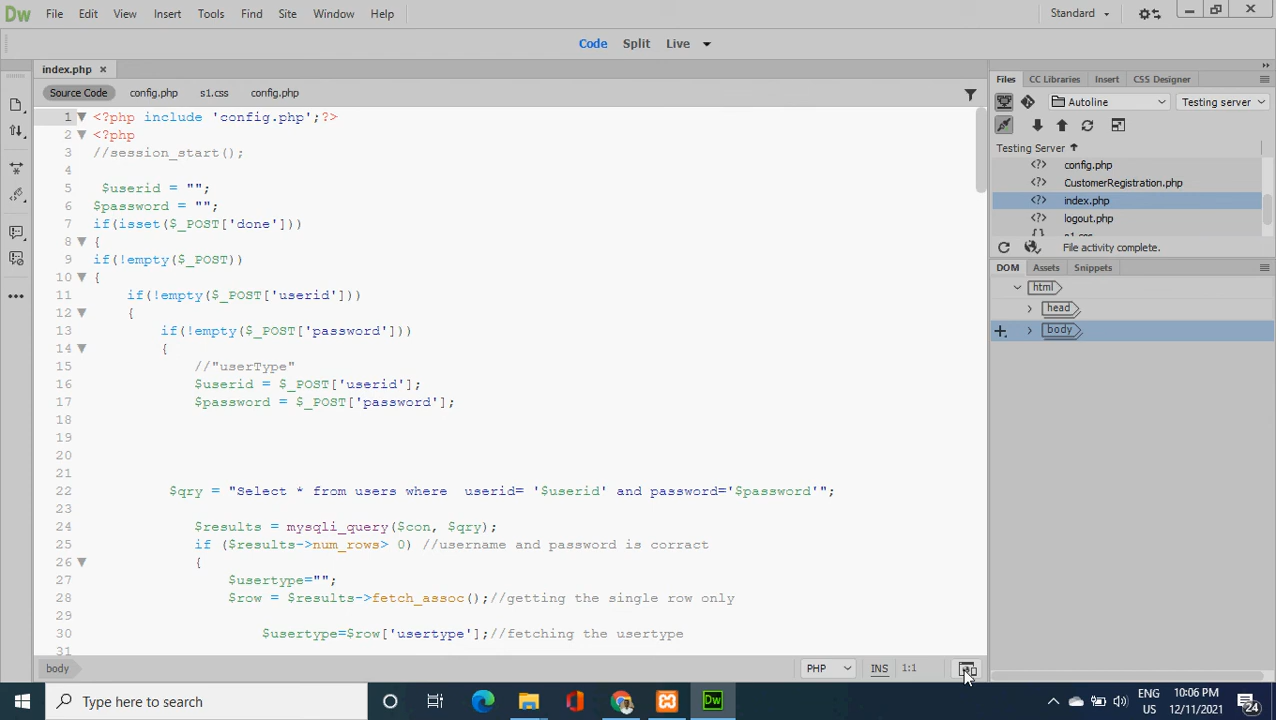 Dw File Edit View Insert Tools Find Site Window Help Standard
Code Split Live
index.php ×
Source Code config.php s1.css config.php
1 <?php include 'config.php';?>
2 <?php
3 //session_start();
4
5 $userid = "";
6 $password = "";
7 if(isset($_POST['done']))
8 {
9 if(!empty($_POST))
10 {
11 if(!empty($_POST['userid']))
12 {
13 if(!empty($_POST['password']))
14 {
15 //"userType"
16 $userid = $_POST['userid'];
17 $password = $_POST['password'];
18
19
20
21
22 $qry = "Select * from users where userid= '$userid' and password='$password'";
24 $results = mysqli_query($con, $qry);
25 if ($results->num_rows> 0) //username and password is corract
26 {
27 $usertype="";
28 $row = $results->fetch_assoc();//getting the single row only
29
30 $usertype=$row['usertype'];//fetching the usertype
31
body PHP INS 1:1
Files CC Libraries Insert CSS Designer
Autoline Testing server
Testing Server
config.php
CustomerRegistration.php
index.php
logout.php
s1.css
File activity complete.
DOM Assets Snippets
html
head
body
Type here to search
Dw
ENG
US
10:06 PM
12/11/2021
24